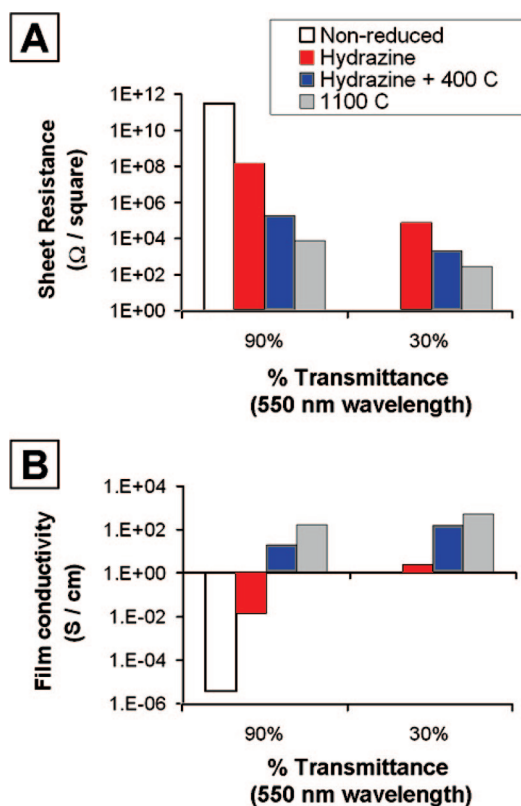 A
Non-reduced
Hydrazine
Hydrazine + 400 C
1100 C
Sheet Resistance
(Ω / square)
1E+12
1E+10
1E+08
1E+06
1E+04
1E+02
1E+00
90%
30%
% Transmittance
(550 nm wavelength)
B
Film conductivity
(S / cm)
1.E+04
1.E+02
1.E+00
1.E-02
1.E-04
1.E-06
90%
30%
% Transmittance
(550 nm wavelength)